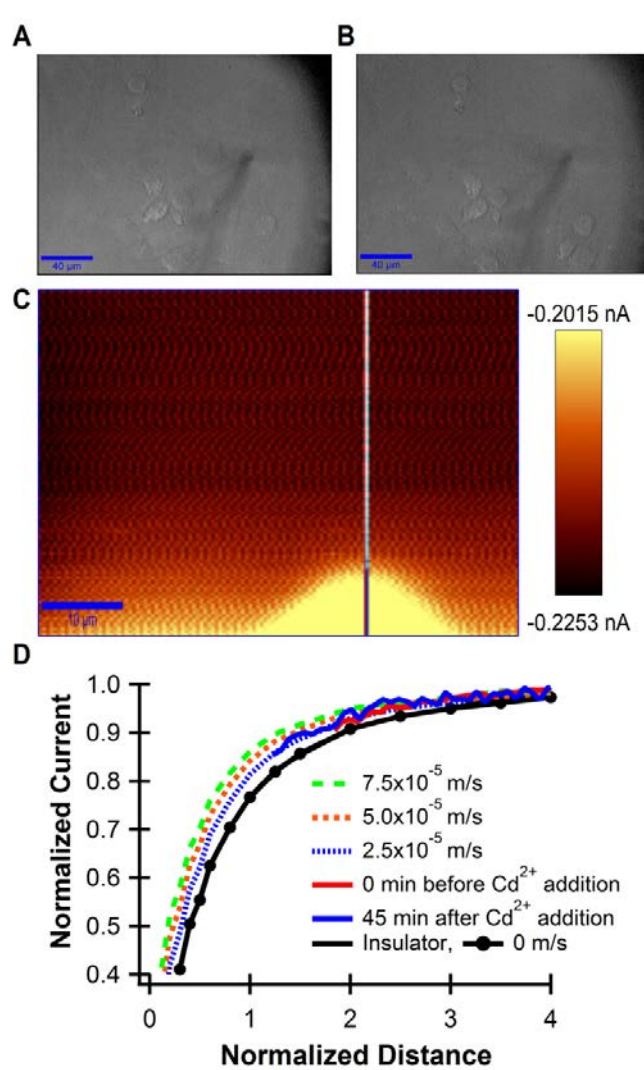 A
B
40 μm
40 μm
C
-0.2015 nA
10 μm
-0.2253 nA
D
1.0
0.9
0.8
0.7
0.6
0.5
0.4
Normalized Current
7.5x10⁻⁵ m/s
5.0x10⁻⁵ m/s
2.5x10⁻⁵ m/s
0 min before Cd²⁺ addition
45 min after Cd²⁺ addition
Insulator, 0 m/s
0 1 2 3 4
Normalized Distance